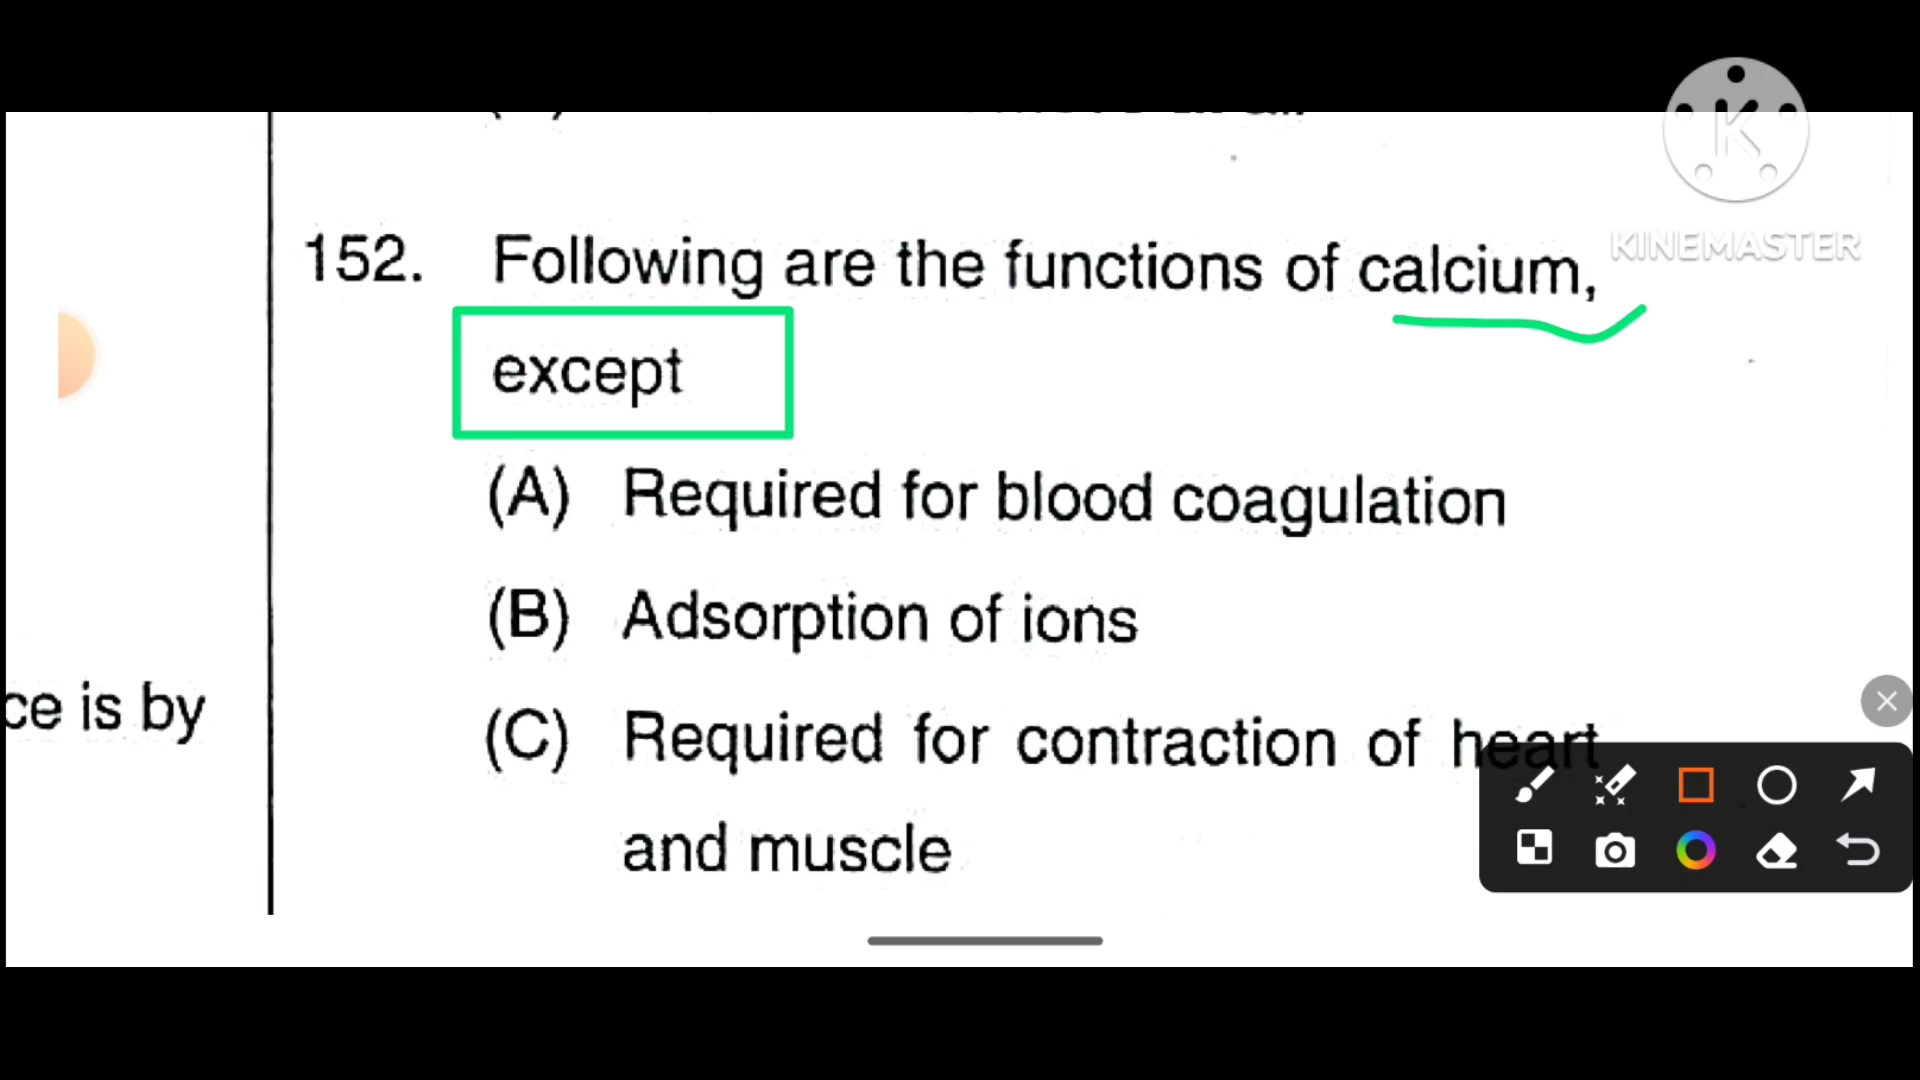 KINEMASTER
152. Following are the functions of calcium,
except
(A) Required for blood coagulation
(B) Adsorption of ions
(C) Required for contraction of heart
and muscle
ce is by